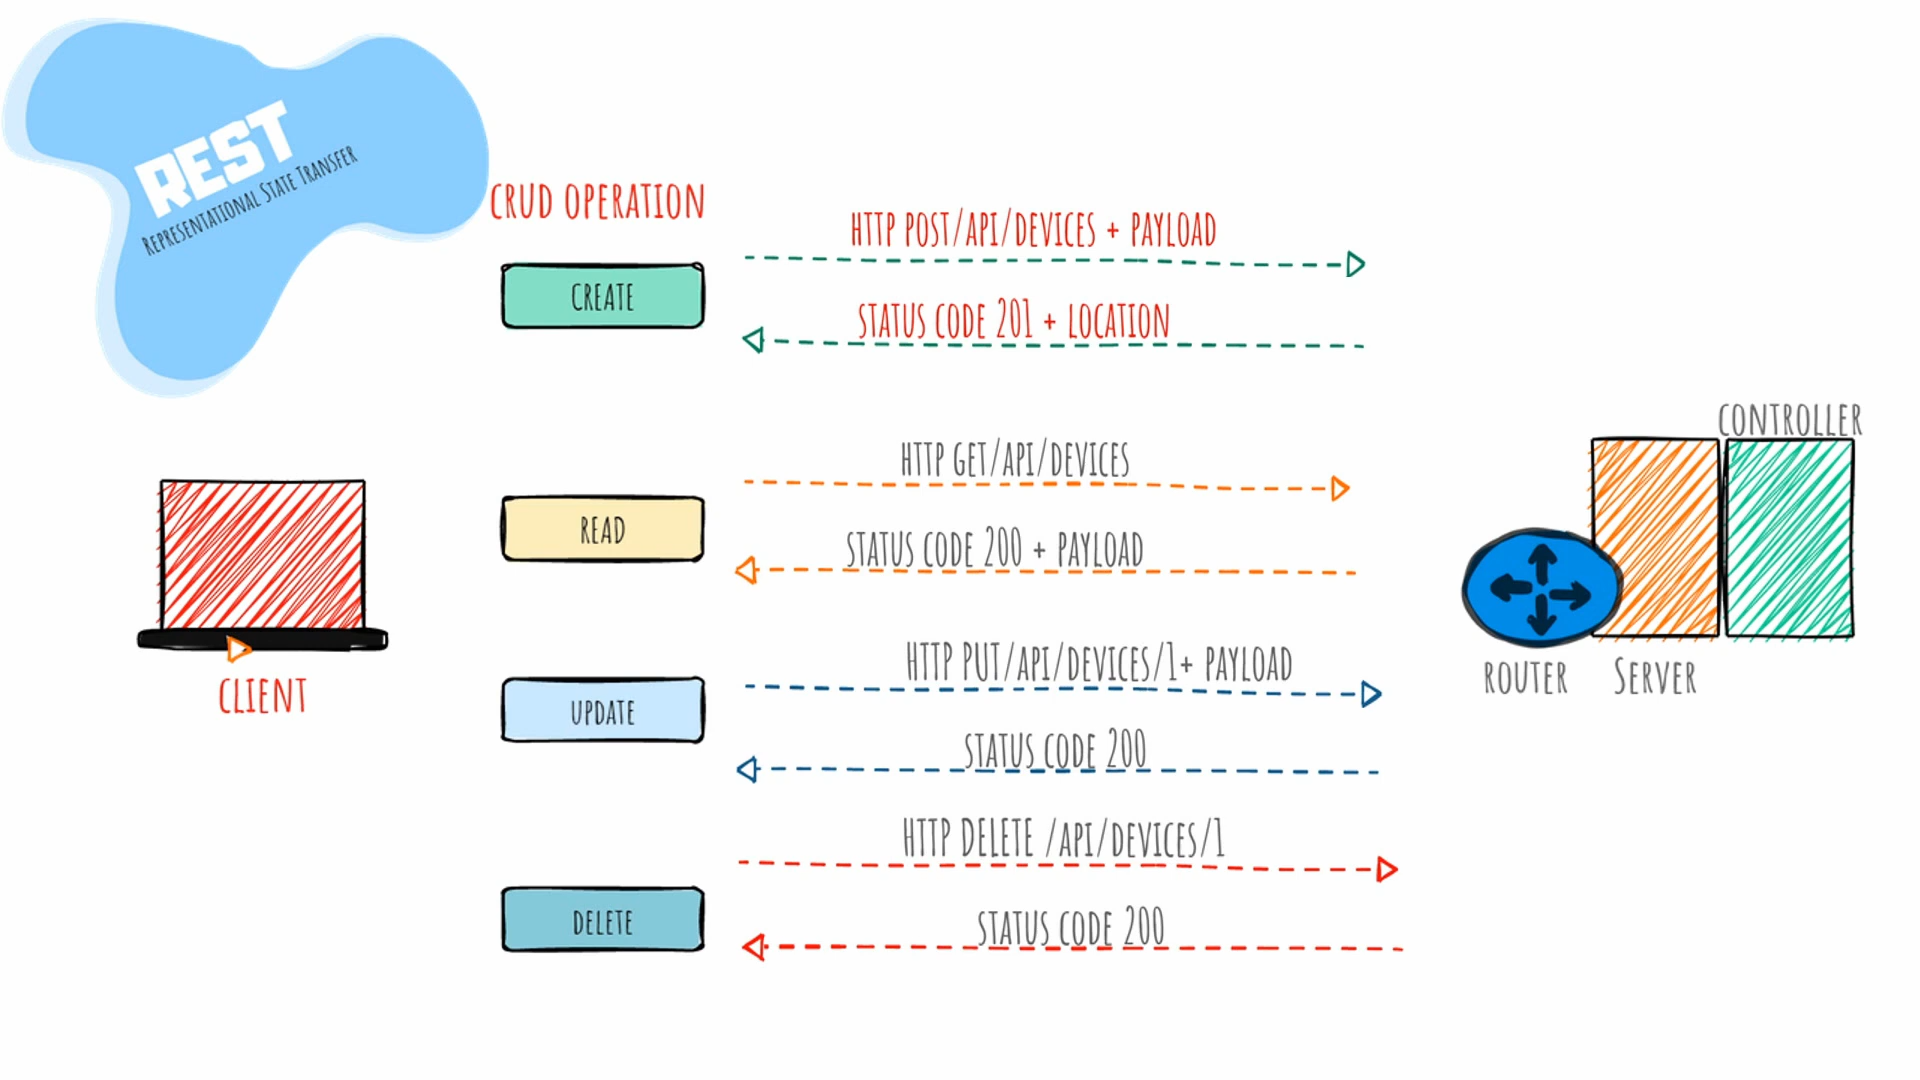 REST
Representational State Transfer
CRUD OPERATION
HTTP POST/API/DEVICES + PAYLOAD
CREATE
STATUS CODE 201 + LOCATION
CONTROLLER
HTTP GET/API/DEVICES
READ
STATUS CODE 200 + PAYLOAD
HTTP PUT/API/DEVICES/1+ PAYLOAD
ROUTER
SERVER
CLIENT
UPDATE
STATUS CODE 200
HTTP DELETE /API/DEVICES/1
DELETE
STATUS CODE 200